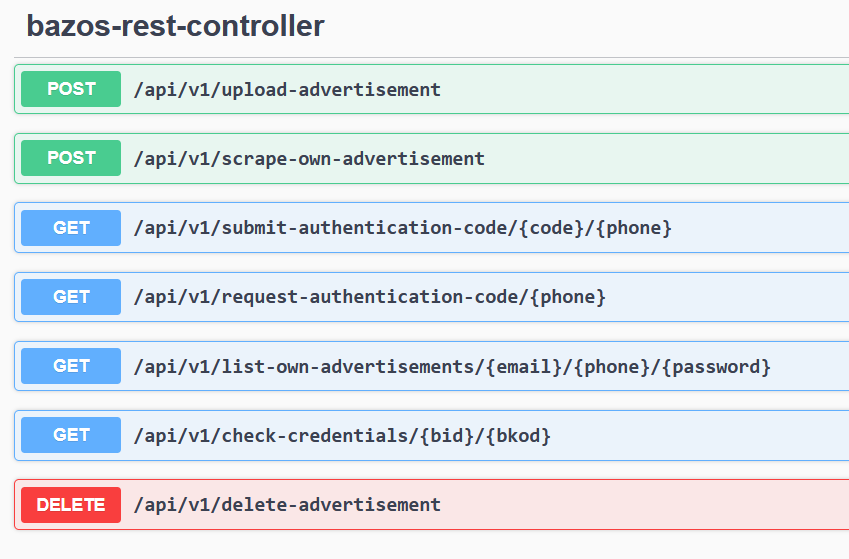 bazos-rest-controller
POST /api/v1/upload-advertisement
POST /api/v1/scrape-own-advertisement
GET /api/v1/submit-authentication-code/{code}/{phone}
GET /api/v1/request-authentication-code/{phone}
GET /api/v1/list-own-advertisements/{email}/{phone}/{password}
GET /api/v1/check-credentials/{bid}/{bkod}
DELETE /api/v1/delete-advertisement